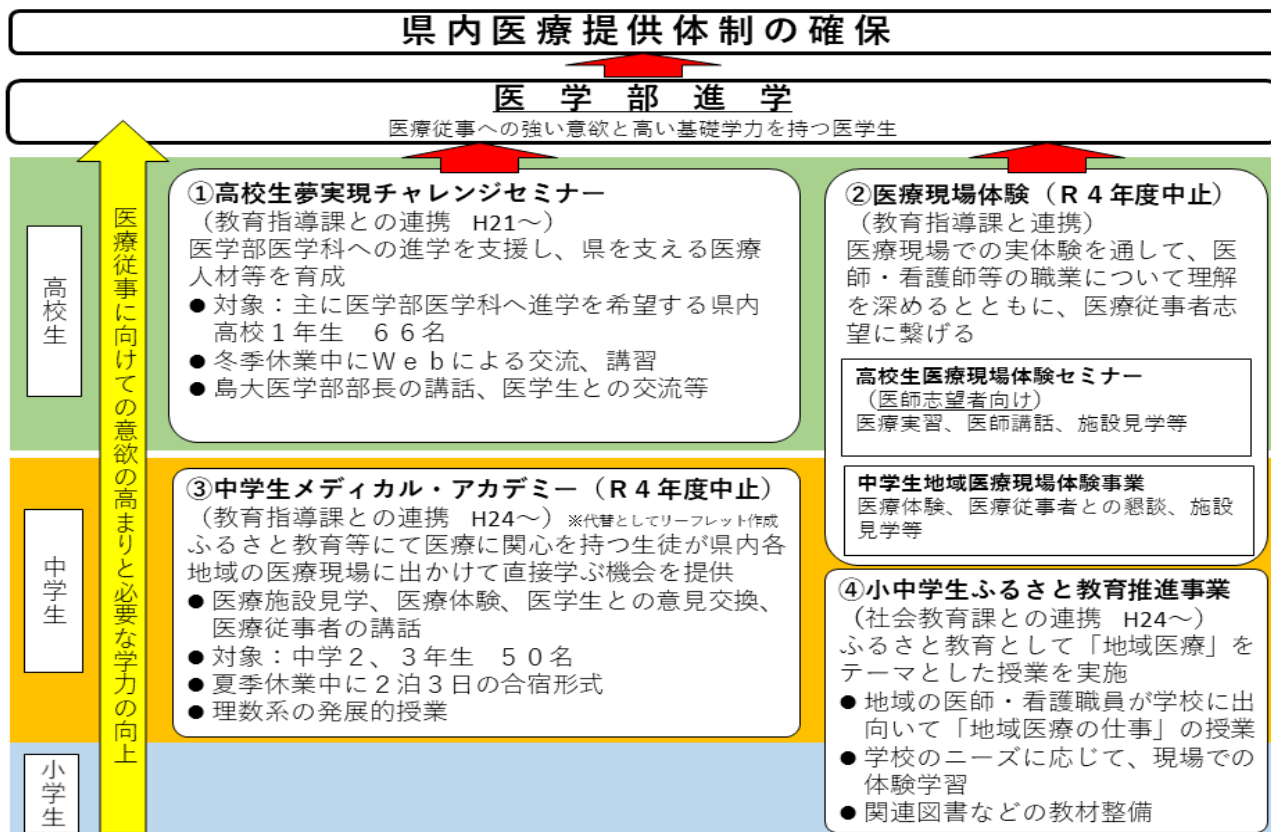 県内医療提供体制の確保
医学部進学
医療従事への強い意欲と高い基礎学力を持つ医学生
医療従事に向けての意欲の高まりと必要な学力の向上
高校生
①高校生夢実現チャレンジセミナー
（教育指導課との連携　H21～）
医学部医学科への進学を支援し、県を支える医療
人材等を育成
●対象：主に医学部医学科へ進学を希望する県内
高校１年生　６６名
●冬季休業中にＷｅｂによる交流、講習
●島大医学部部長の講話、医学生との交流等
②医療現場体験（Ｒ４年度中止）
（教育指導課と連携）
医療現場での実体験を通して、医
師・看護師等の職業について理解
を深めるとともに、医療従事者志
望に繋げる
高校生医療現場体験セミナー
（医師志望者向け）
医療実習、医師講話、施設見学等
中学生地域医療現場体験事業
医療体験、医療従事者との懇談、施設
見学等
中学生
③中学生メディカル・アカデミー（Ｒ４年度中止）
（教育指導課との連携　H24～）※代替としてリーフレット作成
ふるさと教育等にて医療に関心を持つ生徒が県内各
地域の医療現場に出かけて直接学ぶ機会を提供
●医療施設見学、医療体験、医学生との意見交換、
医療従事者の講話
●対象：中学２、３年生　５０名
●夏季休業中に２泊３日の合宿形式
●理数系の発展的授業
④小中学生ふるさと教育推進事業
（社会教育課との連携　H24～）
ふるさと教育として「地域医療」を
テーマとした授業を実施
●地域の医師・看護職員が学校に出
向いて「地域医療の仕事」の授業
●学校のニーズに応じて、現場での
体験学習
●関連図書などの教材整備
小学生